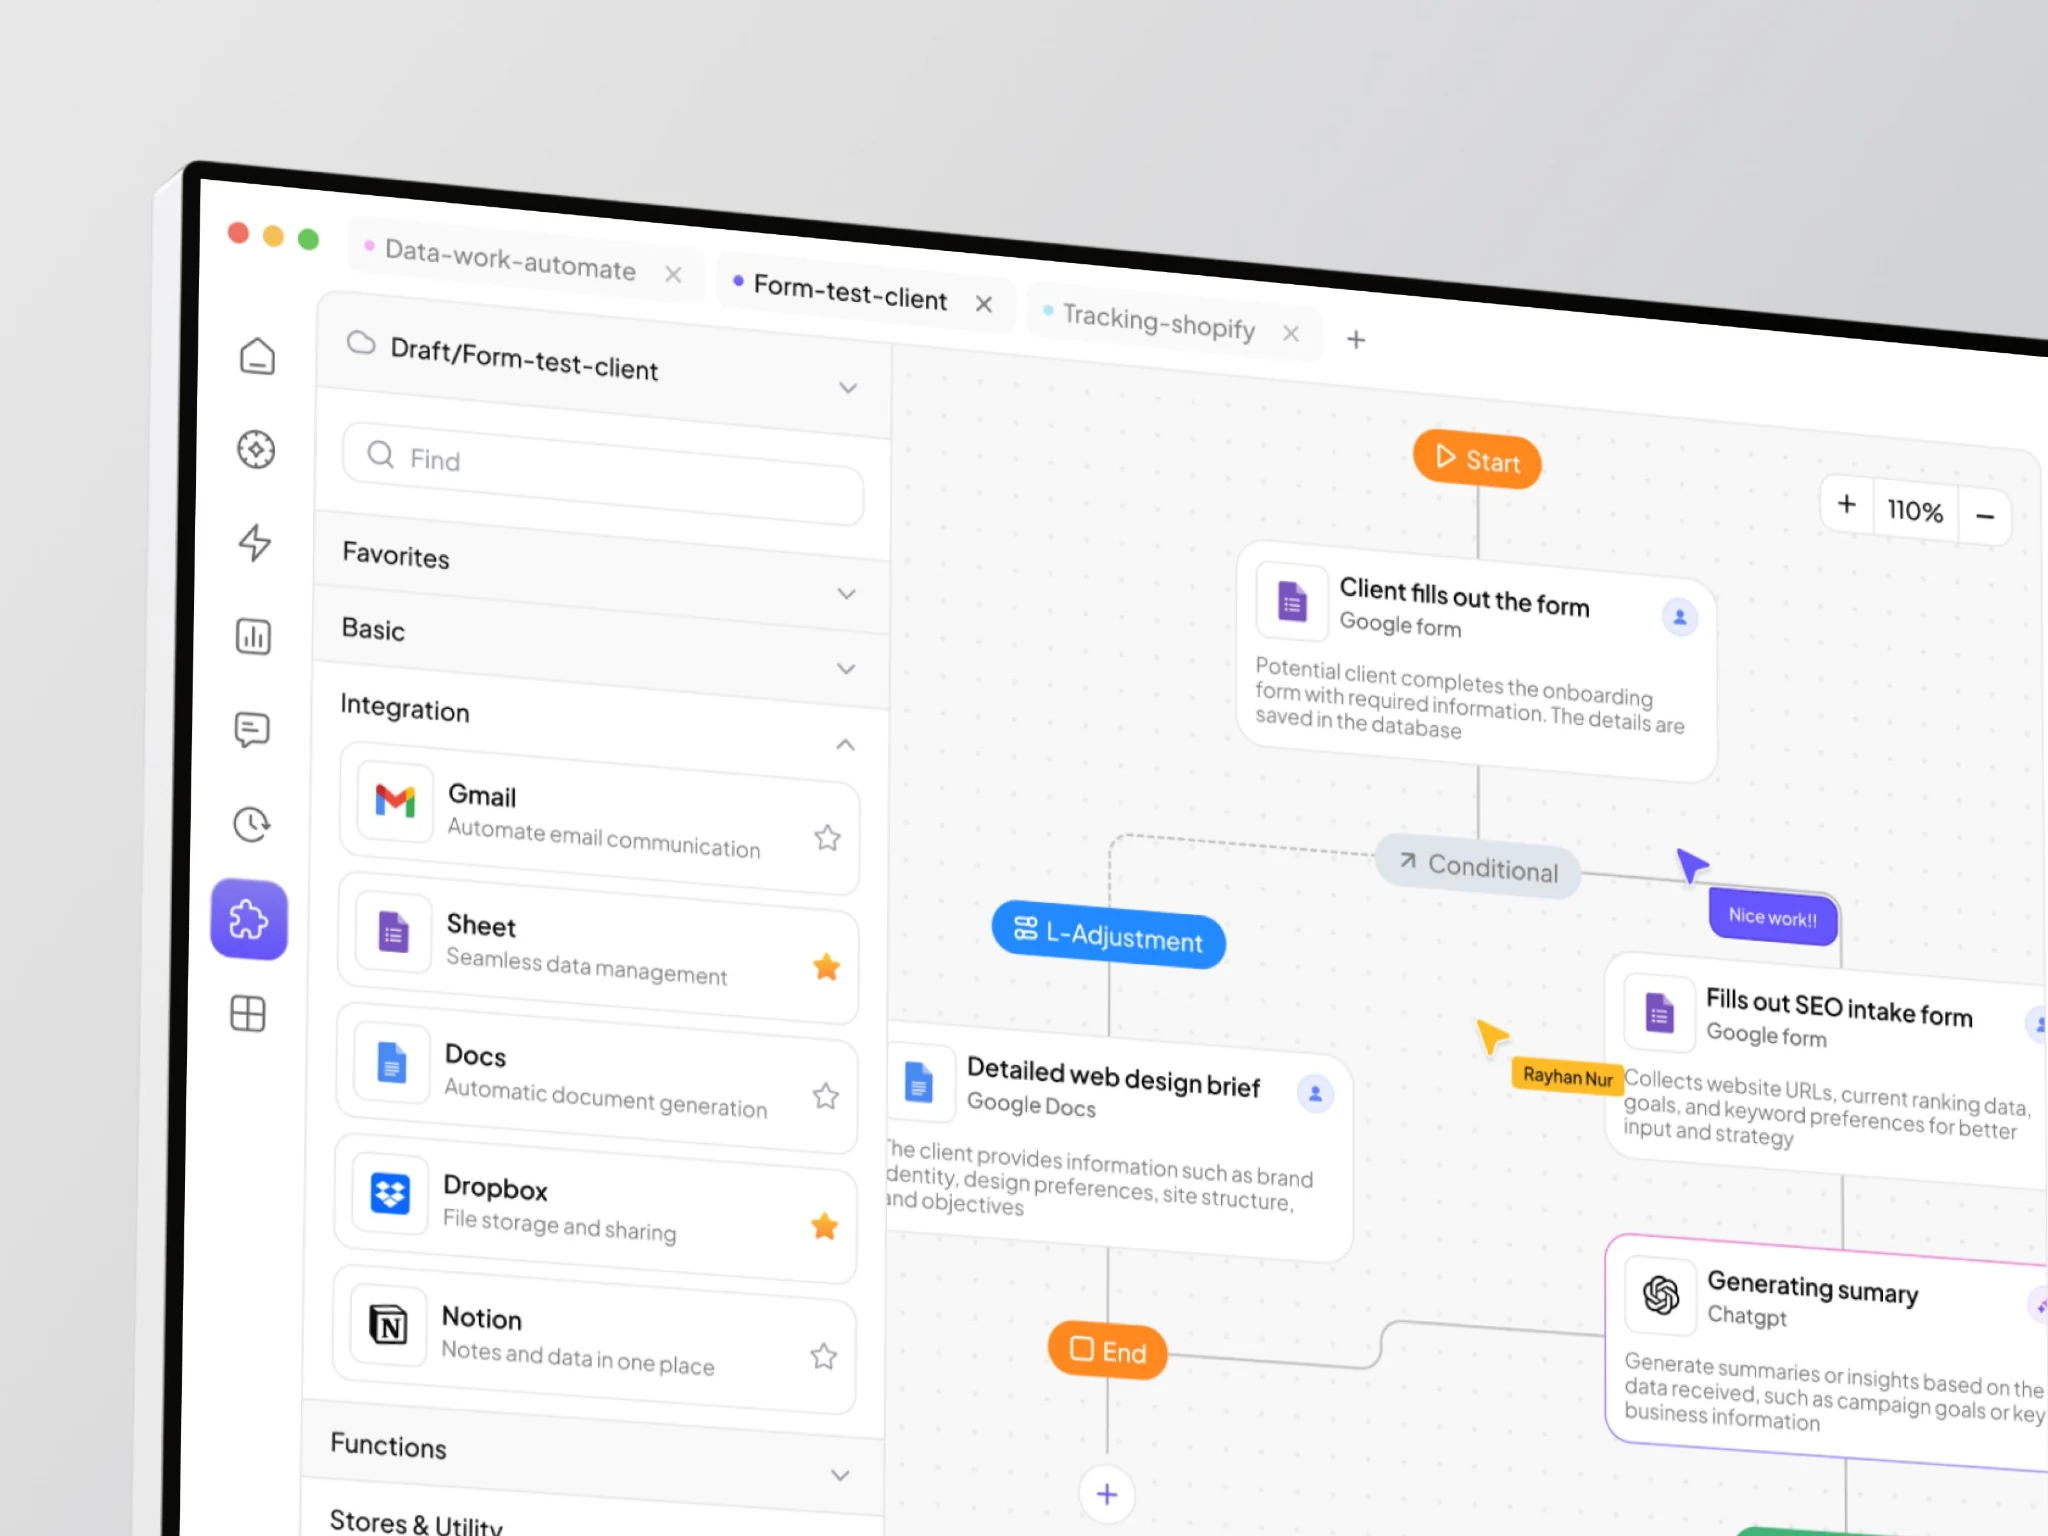 Data-work-automate
Form-test-client
Tracking-shopify
Draft/Form-test-client
Find
Favorites
Basic
Integration
Gmail
Automate email communication
Sheet
Seamless data management
Docs
Automatic document generation
Dropbox
File storage and sharing
Notion
Notes and data in one place
Functions
Stores & Utility
Start
110%
Client fills out the form
Google form
Potential client completes the onboarding
form with required information. The details are
saved in the database
Conditional
Nice work!!
L-Adjustment
Detailed web design brief
Google Docs
The client provides information such as brand
identity, design preferences, site structure,
and objectives
End
Rayhan Nur
Fills out SEO intake form
Google form
Collects website URLs, current ranking data,
goals, and keyword preferences for better
input and strategy
Generating sumary
Chatgpt
Generate summaries or insights based on the
data received, such as campaign goals or key
business information